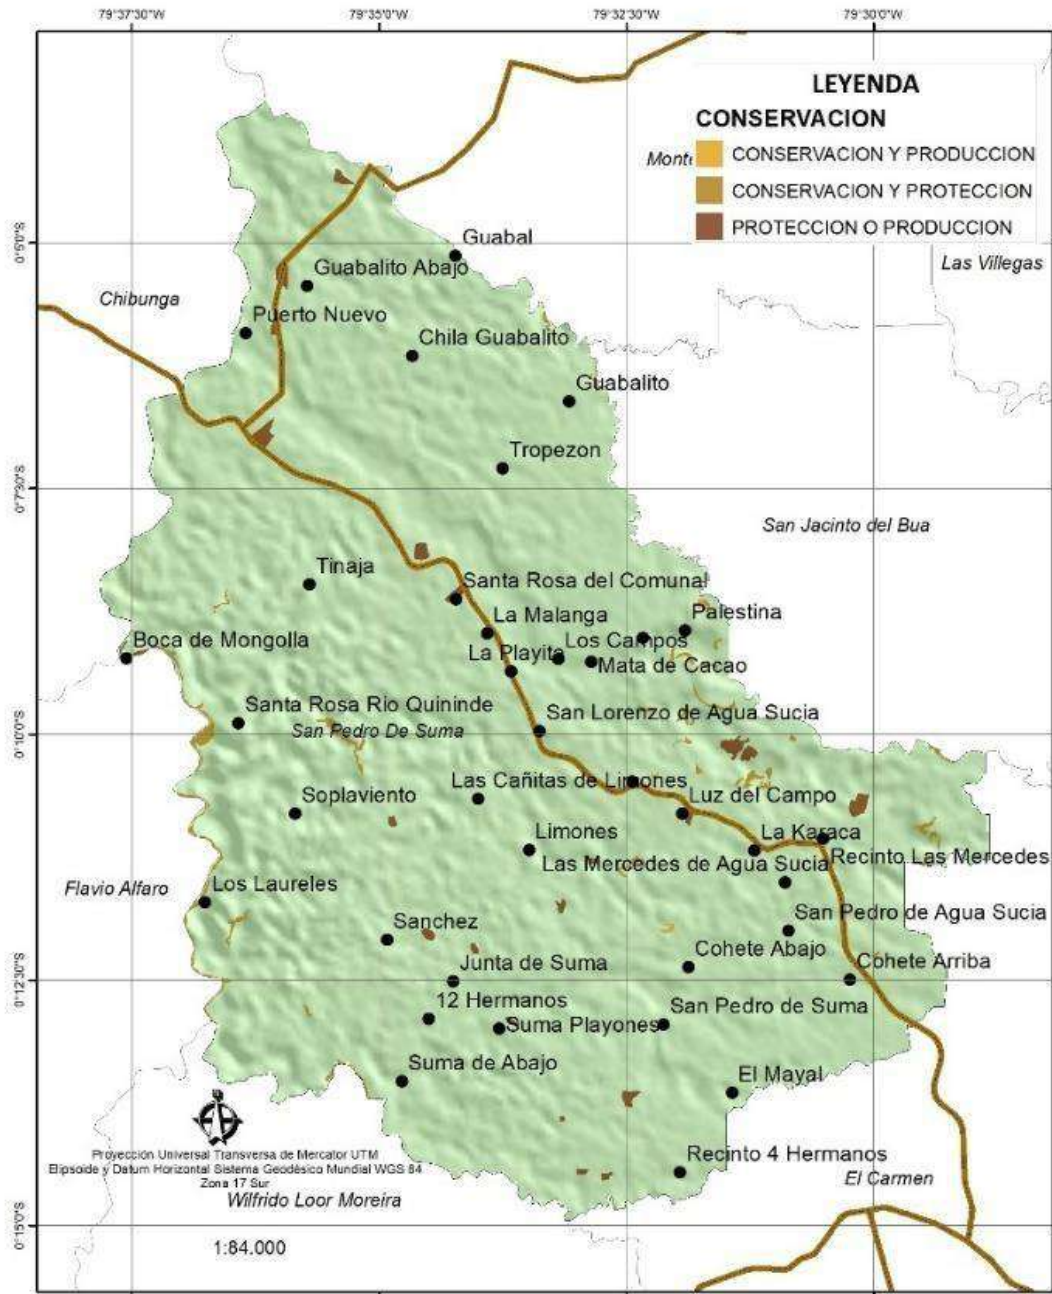 79°37'30"W
79°35'0"W
79°32'30"W
79°30'0"W
LEYENDA
CONSERVACION
CONSERVACION Y PRODUCCION
CONSERVACION Y PROTECCION
PROTECCION O PRODUCCION
Monte
0°5'0"S
Guabal
Las Villegas
Guabalito Abajo
Chibunga
Puerto Nuevo
Chila Guabalito
Guabalito
Tropezon
0°7'30"S
San Jacinto del Bua
Tinaja
Santa Rosa del Comunal
La Malanga
Palestina
Boca de Mongolla
La Playita
Los Campos
Mata de Cacao
Santa Rosa Rio Quininde
San Lorenzo de Agua Sucia
San Pedro De Suma
0°10'0"S
Las Cañitas de Limones
Soplaviento
Luz del Campo
Limones
La Karaca
Las Mercedes de Agua Sucia
Recinto Las Mercedes
Flavio Alfaro
Los Laureles
Sanchez
San Pedro de Agua Sucia
Cohete Abajo
Junta de Suma
Cohete Arriba
0°12'30"S
12 Hermanos
San Pedro de Suma
Suma Playones
Suma de Abajo
El Mayal
Proyección Universal Transversa de Mercator UTM
Elipsoide y Datum Horizontal Sistema Geodésico Mundial WGS 84
Zona 17 Sur
Recinto 4 Hermanos
El Carmen
Wilfrido Loor Moreira
0°15'0"S
1:84.000